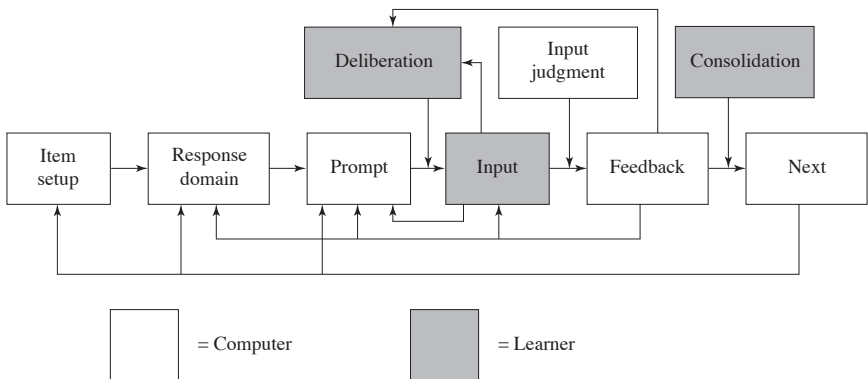 Deliberation
Input
judgment
Consolidation
Item
setup
Response
domain
Prompt
Input
Feedback
Next
= Computer
= Learner